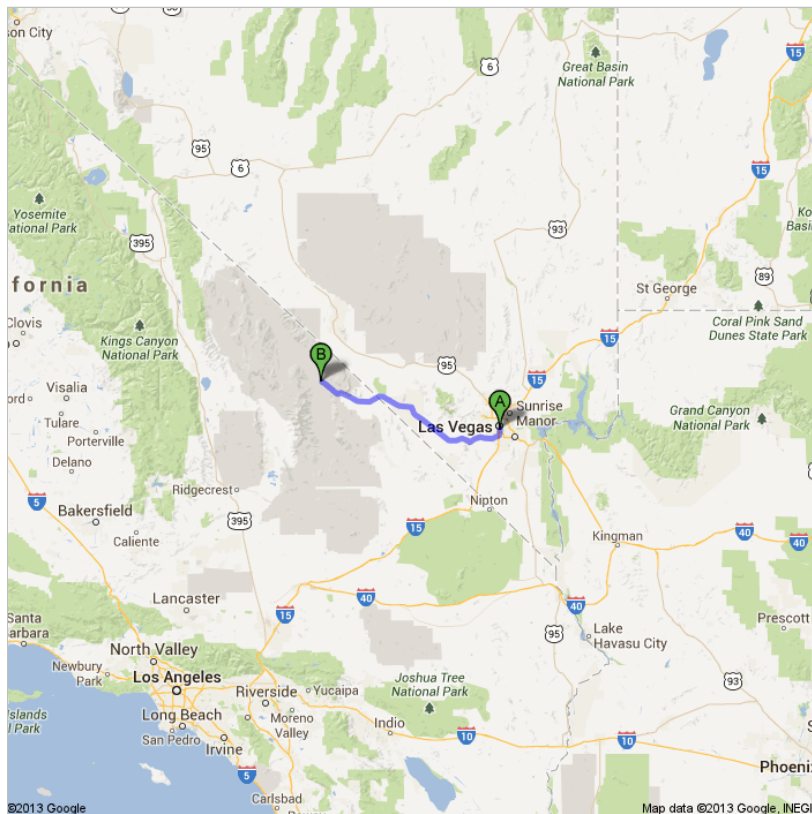 son City
50
6
15
Great Basin
National Park
95
6
15
Yosemite
National Park
395
93
ifornia
89
St George
Clovis
Kings Canyon
National Park
Coral Pink Sand
Dunes State Park
15
B
95
15
Visalia
A
Sunrise
Manor
Grand Canyon
National Park
Tulare
Porterville
Las Vegas
Delano
Ridgecrest
Nipton
5
Bakersfield
395
15
Caliente
Kingman
40
40
Lancaster
15
40
40
Santa
Barbara
95
Lake
Havasu City
Prescott
North Valley
Newbury Park
Los Angeles
Riverside
Yucaipa
Joshua Tree
National Park
93
Long Beach
Moreno
Valley
San Pedro
Irvine
Indio
10
10
Islands
l Park
5
Phoenix
Carlsbad
©2013 Google
Map data ©2013 Google, INEGI